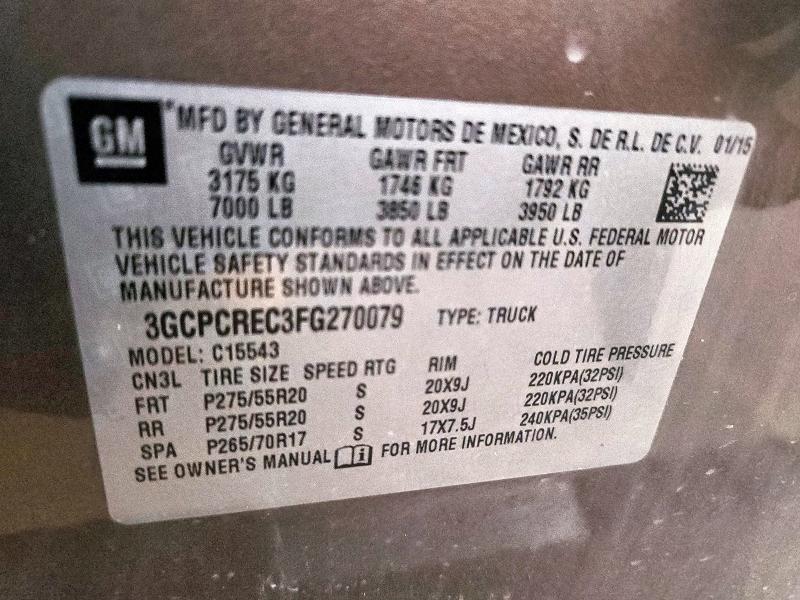 GM
*MFD BY GENERAL MOTORS DE MEXICO, S. DE R.L. DE C.V. 01/15
GVWR GAWR FRT GAWR RR
3175 KG 1746 KG 1792 KG
7000 LB 3850 LB 3950 LB
THIS VEHICLE CONFORMS TO ALL APPLICABLE U.S. FEDERAL MOTOR
VEHICLE SAFETY STANDARDS IN EFFECT ON THE DATE OF
MANUFACTURE SHOWN ABOVE.
3GCPCREC3FG270079 TYPE: TRUCK
MODEL: C15543
CN3L TIRE SIZE SPEED RTG RIM COLD TIRE PRESSURE
FRT P275/55R20 S 20X9J 220KPA(32PSI)
RR P275/55R20 S 20X9J 220KPA(32PSI)
SPA P265/70R17 S 17X7.5J 240KPA(35PSI)
SEE OWNER'S MANUAL FOR MORE INFORMATION.